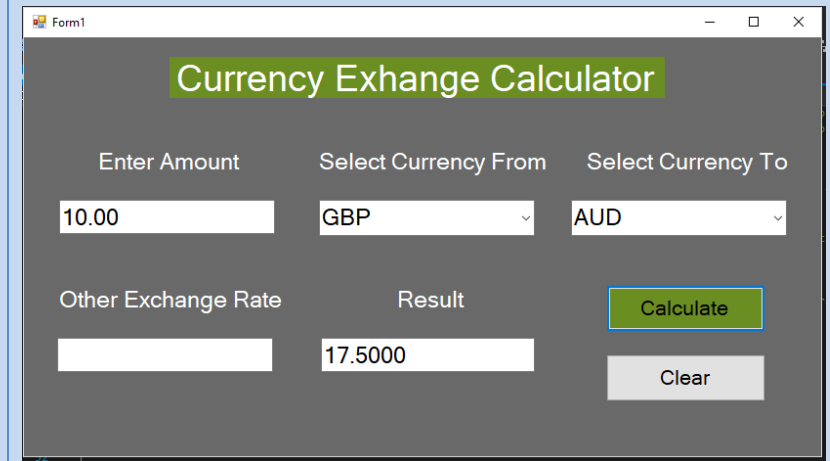 Form1
Currency Exhange Calculator
Enter Amount Select Currency From Select Currency To
10.00 GBP AUD
Other Exchange Rate Result Calculate
17.5000
Clear